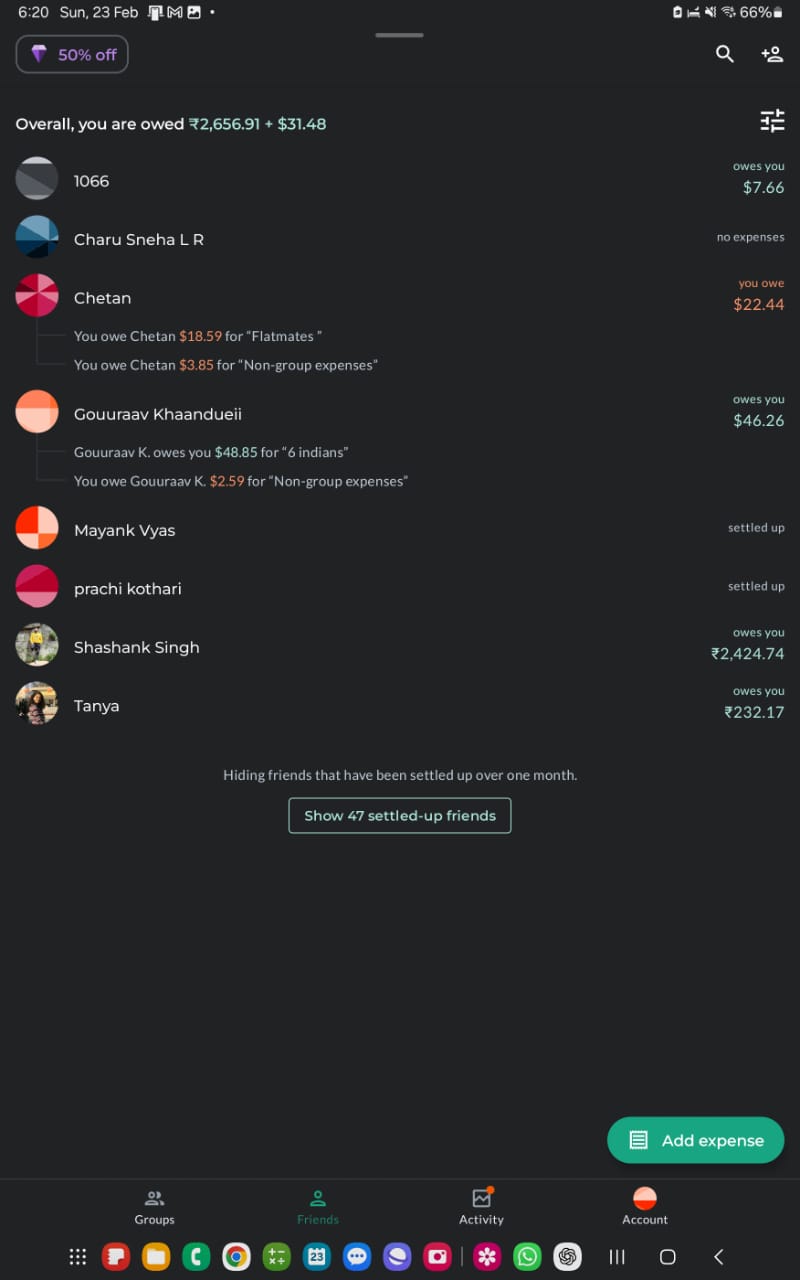 6:20 Sun, 23 Feb 66%
50% off
Overall, you are owed ₹2,656.91 + $31.48
1066
owes you
$7.66
Charu Sneha L R
no expenses
Chetan
you owe
$22.44
You owe Chetan $18.59 for “Flatmates ”
You owe Chetan $3.85 for “Non-group expenses”
Gouuraav Khaandueii
owes you
$46.26
Gouuraav K. owes you $48.85 for “6 indians”
You owe Gouuraav K. $2.59 for “Non-group expenses”
Mayank Vyas
settled up
prachi kothari
settled up
Shashank Singh
owes you
₹2,424.74
Tanya
owes you
₹232.17
Hiding friends that have been settled up over one month.
Show 47 settled-up friends
Add expense
Groups
Friends
Activity
Account
23